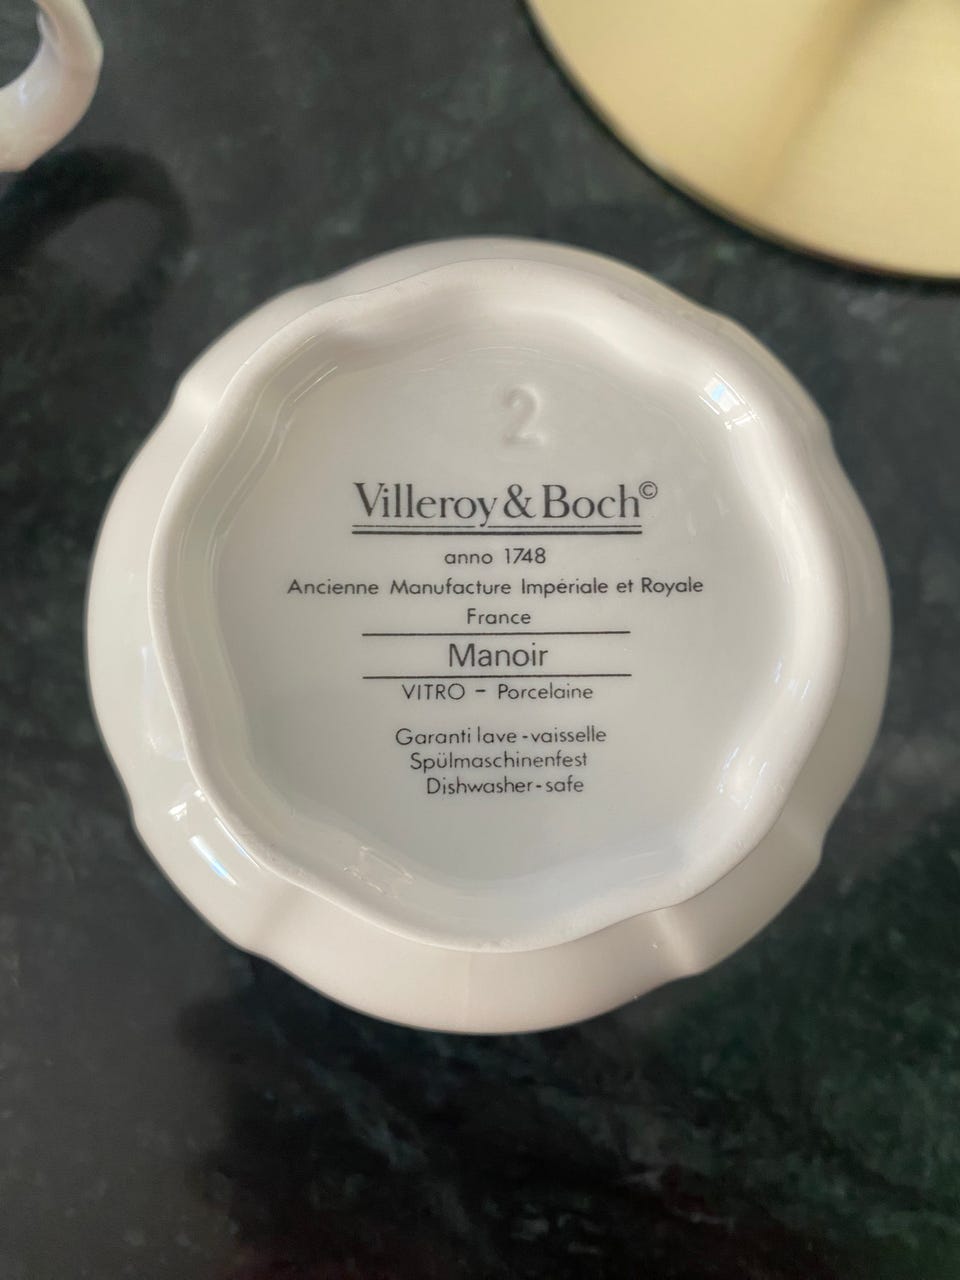 2
Villeroy & Boch©
anno 1748
Ancienne Manufacture Impériale et Royale
France
Manoir
VITRO – Porcelaine
Garanti lave-vaisselle
Spülmaschinenfest
Dishwasher-safe